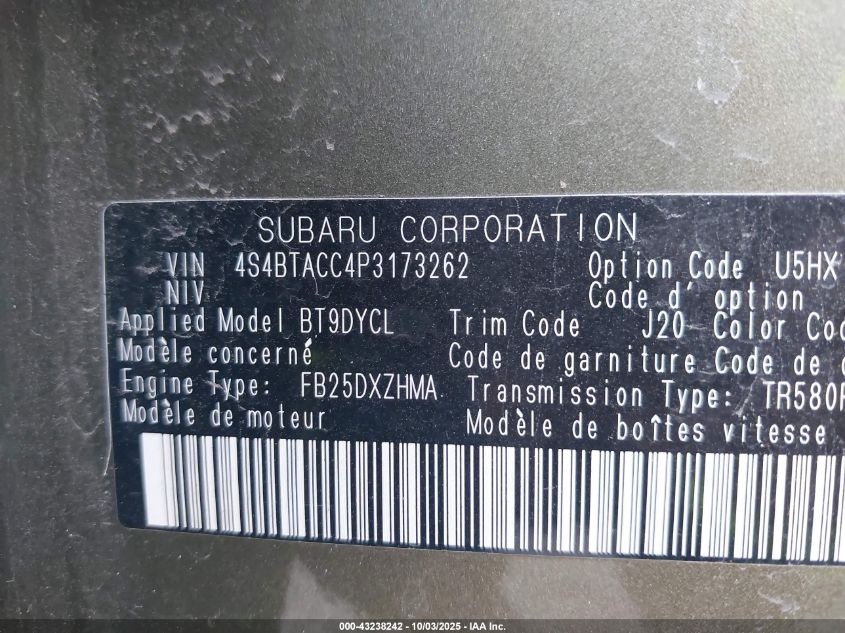 SUBARU CORPORATION
VIN 4S4BTACC4P3173262 Option Code U5HX
NIV Code d'option
Applied Model BT9DYCL Trim Code J20 Color
Modèle concerné Code de garniture Code de
Engine Type: FB25DXZHMA Transmission Type:
Modèle de moteur Modèle de boîtes vitesse
000-43238242 - 10/03/2025 - IAA Inc.